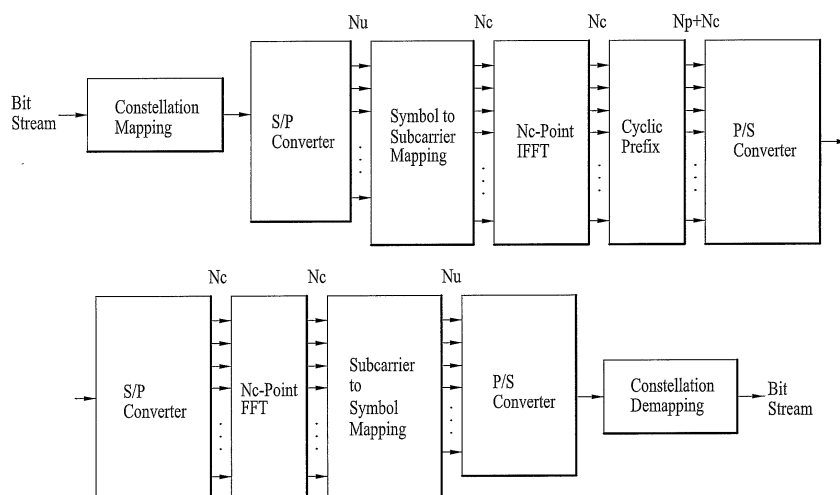 Nu
Nc
Nc
Np+Nc
Bit
Stream
Constellation
Mapping
S/P
Converter
Symbol to
Subcarrier
Mapping
Nc-Point
IFFT
Cyclic
Prefix
P/S
Converter
Nc
Nc
Nu
S/P
Converter
Nc-Point
FFT
Subcarrier
to
Symbol
Mapping
P/S
Converter
Constellation
Demapping
Bit
Stream